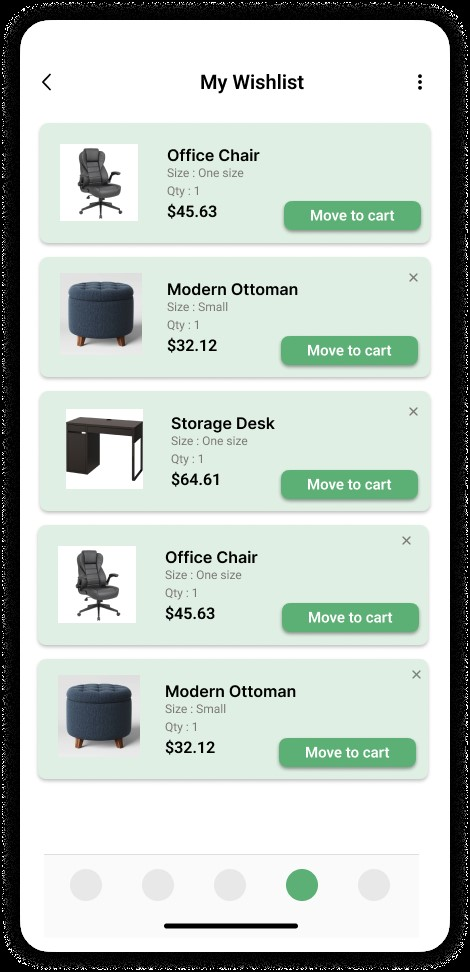 My Wishlist
Office Chair
Size : One size
Qty : 1
$45.63
Move to cart
Modern Ottoman
Size : Small
Qty : 1
$32.12
Move to cart
Storage Desk
Size : One size
Qty : 1
$64.61
Move to cart
Office Chair
Size : One size
Qty : 1
$45.63
Move to cart
Modern Ottoman
Size : Small
Qty : 1
$32.12
Move to cart